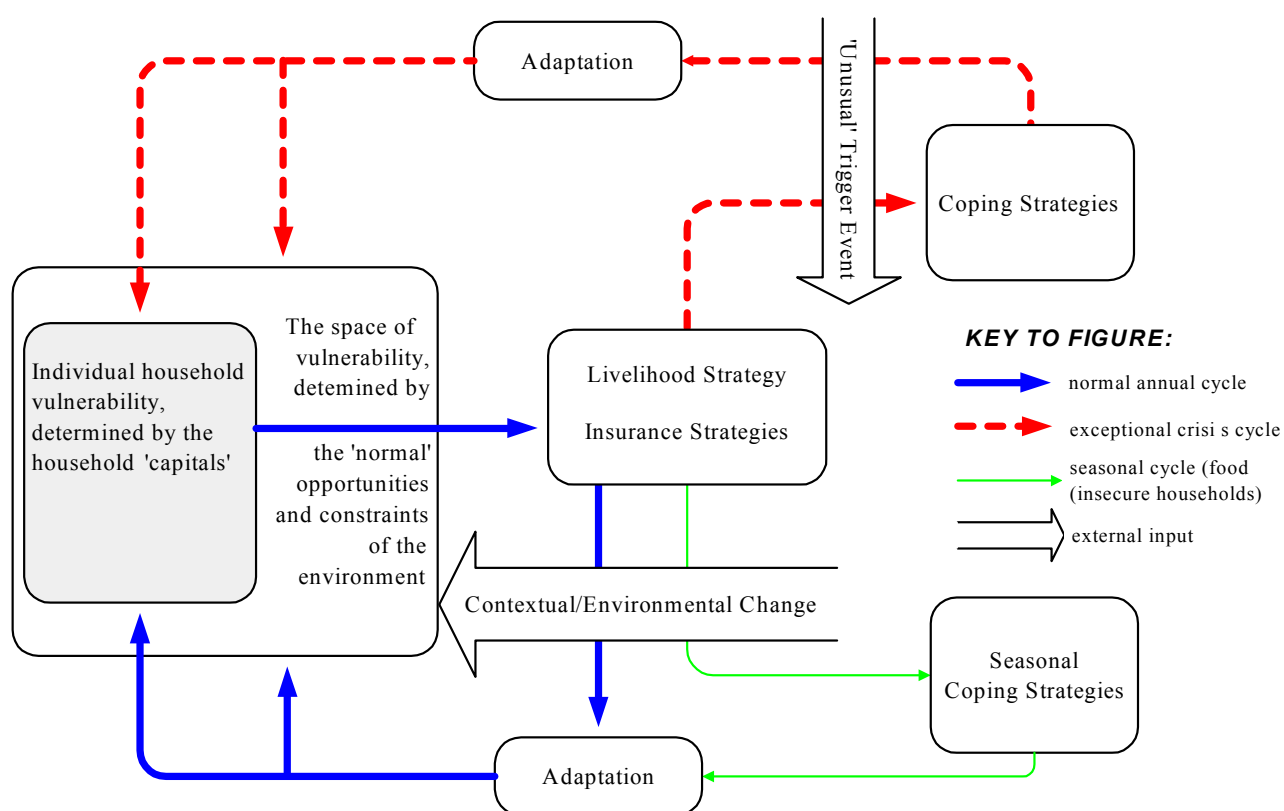 Adaptation
'Unusual' Trigger Event
Coping Strategies
The space of
vulnerability,
detemined by
the 'normal'
opportunities
and constraints
of the
environment
Individual household
vulnerability,
determined by the
household 'capitals'
Livelihood Strategy
Insurance Strategies
KEY TO FIGURE:
normal annual cycle
exceptional crisi s cycle
seasonal cycle (food
(insecure households)
external input
Contextual/Environmental Change
Seasonal
Coping Strategies
Adaptation